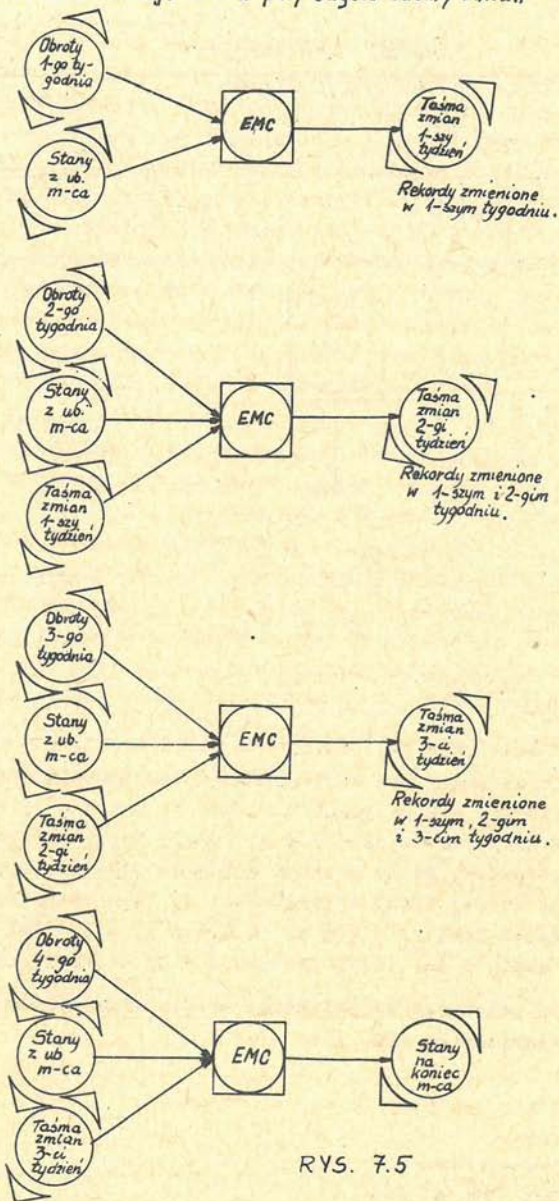 przy użyciu taśmy zmian
Obroty
1-go ty-
godnia
EMC
Taśma
zmian
1-szy
tydzień
Stany
z ub.
m-ca
Rekordy zmienione
w 1-szym tygodniu.
Obroty
2-go
tygodnia
Stany
z ub.
m-ca
EMC
Taśma
zmian
2-gi
tydzień
Taśma
zmian
1-szy
tydzień
Rekordy zmienione
w 1-szym i 2-gim
tygodniu.
Obroty
3-go
tygodnia
Stany
z ub.
m-ca
EMC
Taśma
zmian
3-ci
tydzień
Taśma
zmian
2-gi
tydzień
Rekordy zmienione
w 1-szym, 2-gim
i 3-cim tygodniu.
Obroty
4-go
tygodnia
Stany
z ub
m-ca
EMC
Stany
na
koniec
m-ca
Taśma
zmian
3-ci
tydzień
RYS. 7.5